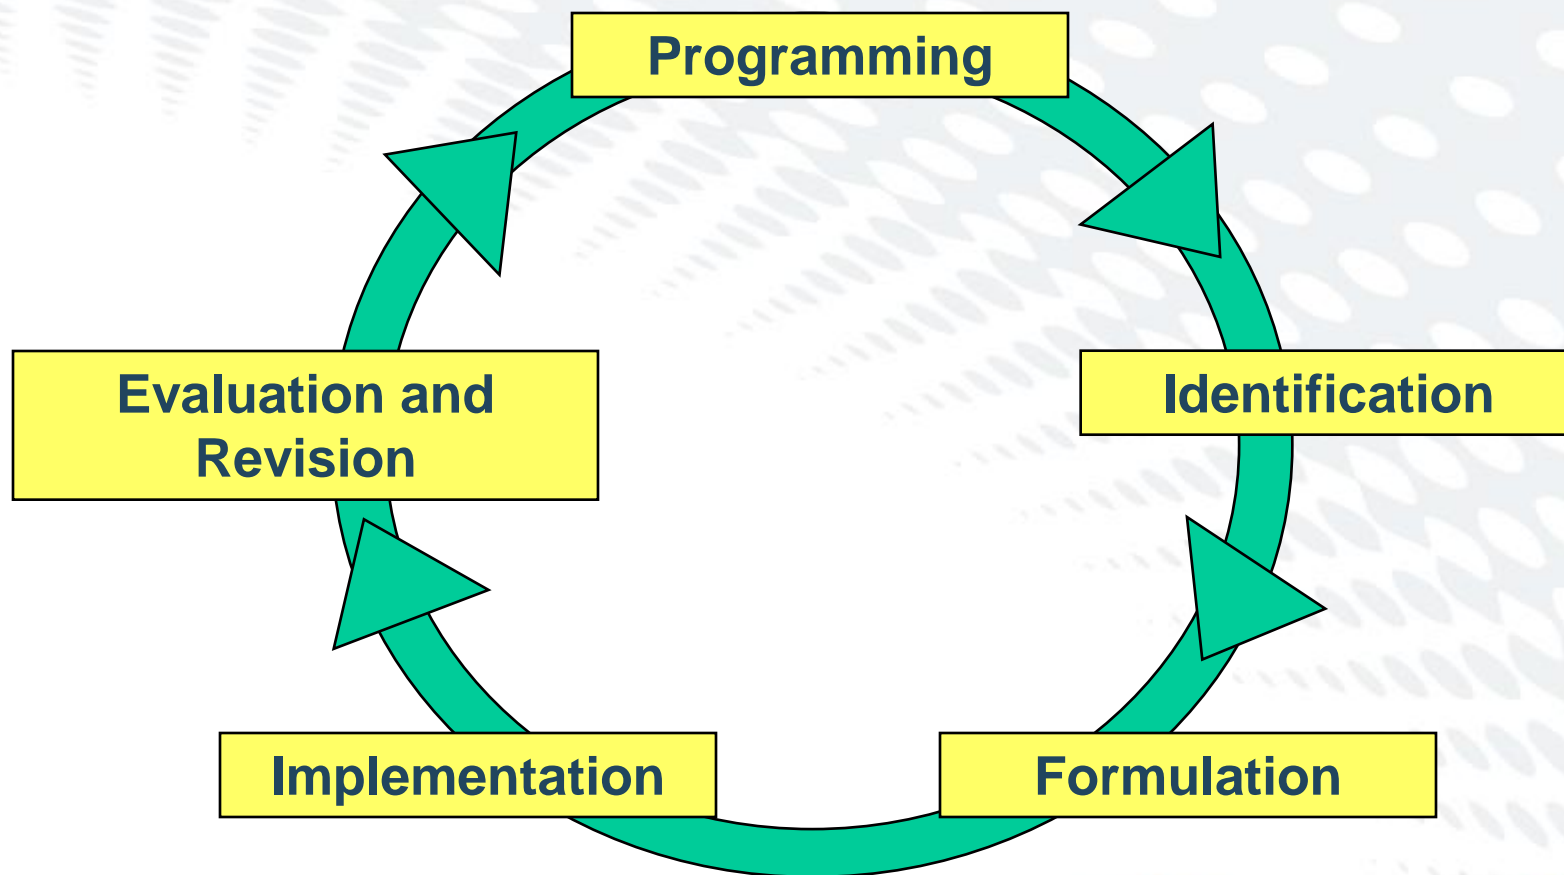 Programming
Evaluation and
Revision
Identification
Implementation
Formulation